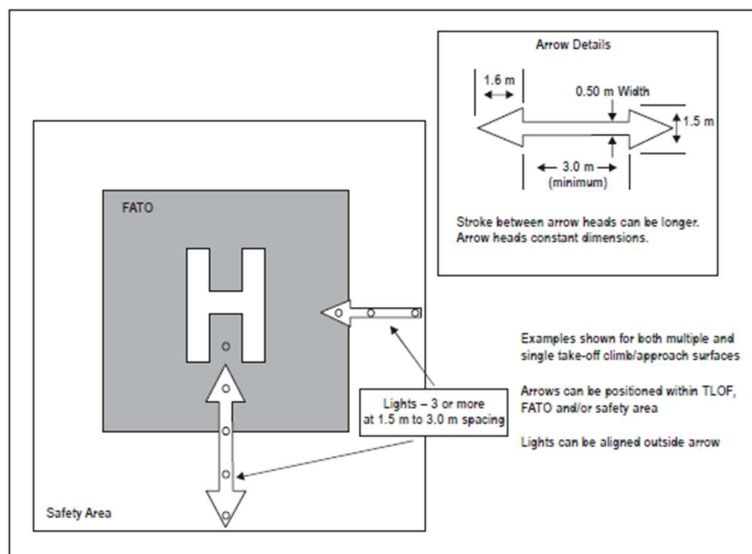 Arrow Details
1.6 m
0.50 m Width
1.5 m
3.0 m
(minimum)
Stroke between arrow heads can be longer.
Arrow heads constant dimensions.
FATO
H
Examples shown for both multiple and
single take-off climb/approach surfaces
Lights – 3 or more
at 1.5 m to 3.0 m spacing
Arrows can be positioned within TLOF,
FATO and/or safety area
Lights can be aligned outside arrow
Safety Area